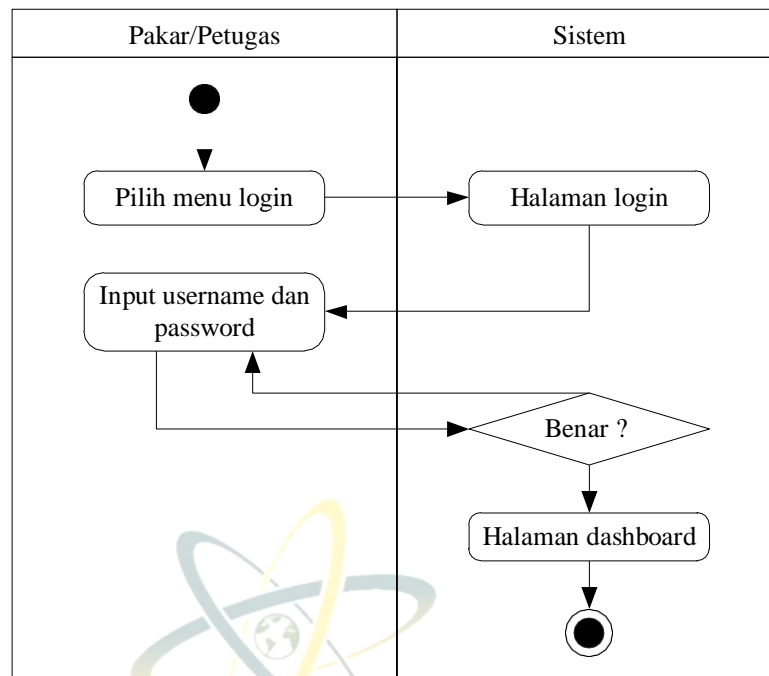 Pakar/Petugas
Sistem
Pilih menu login
Halaman login
Input username dan
password
Benar ?
Halaman dashboard